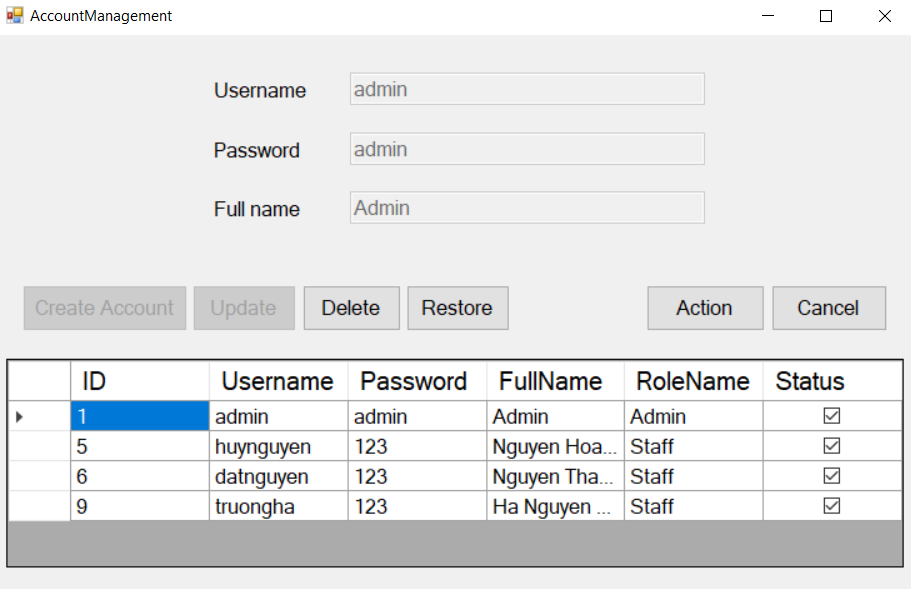 AccountManagement
Username admin
Password admin
Full name Admin
Create Account Update Delete Restore Action Cancel
ID Username Password FullName RoleName Status
1 admin admin Admin Admin
5 huynguyen 123 Nguyen Hoa... Staff
6 datnguyen 123 Nguyen Tha... Staff
9 truongha 123 Ha Nguyen ... Staff